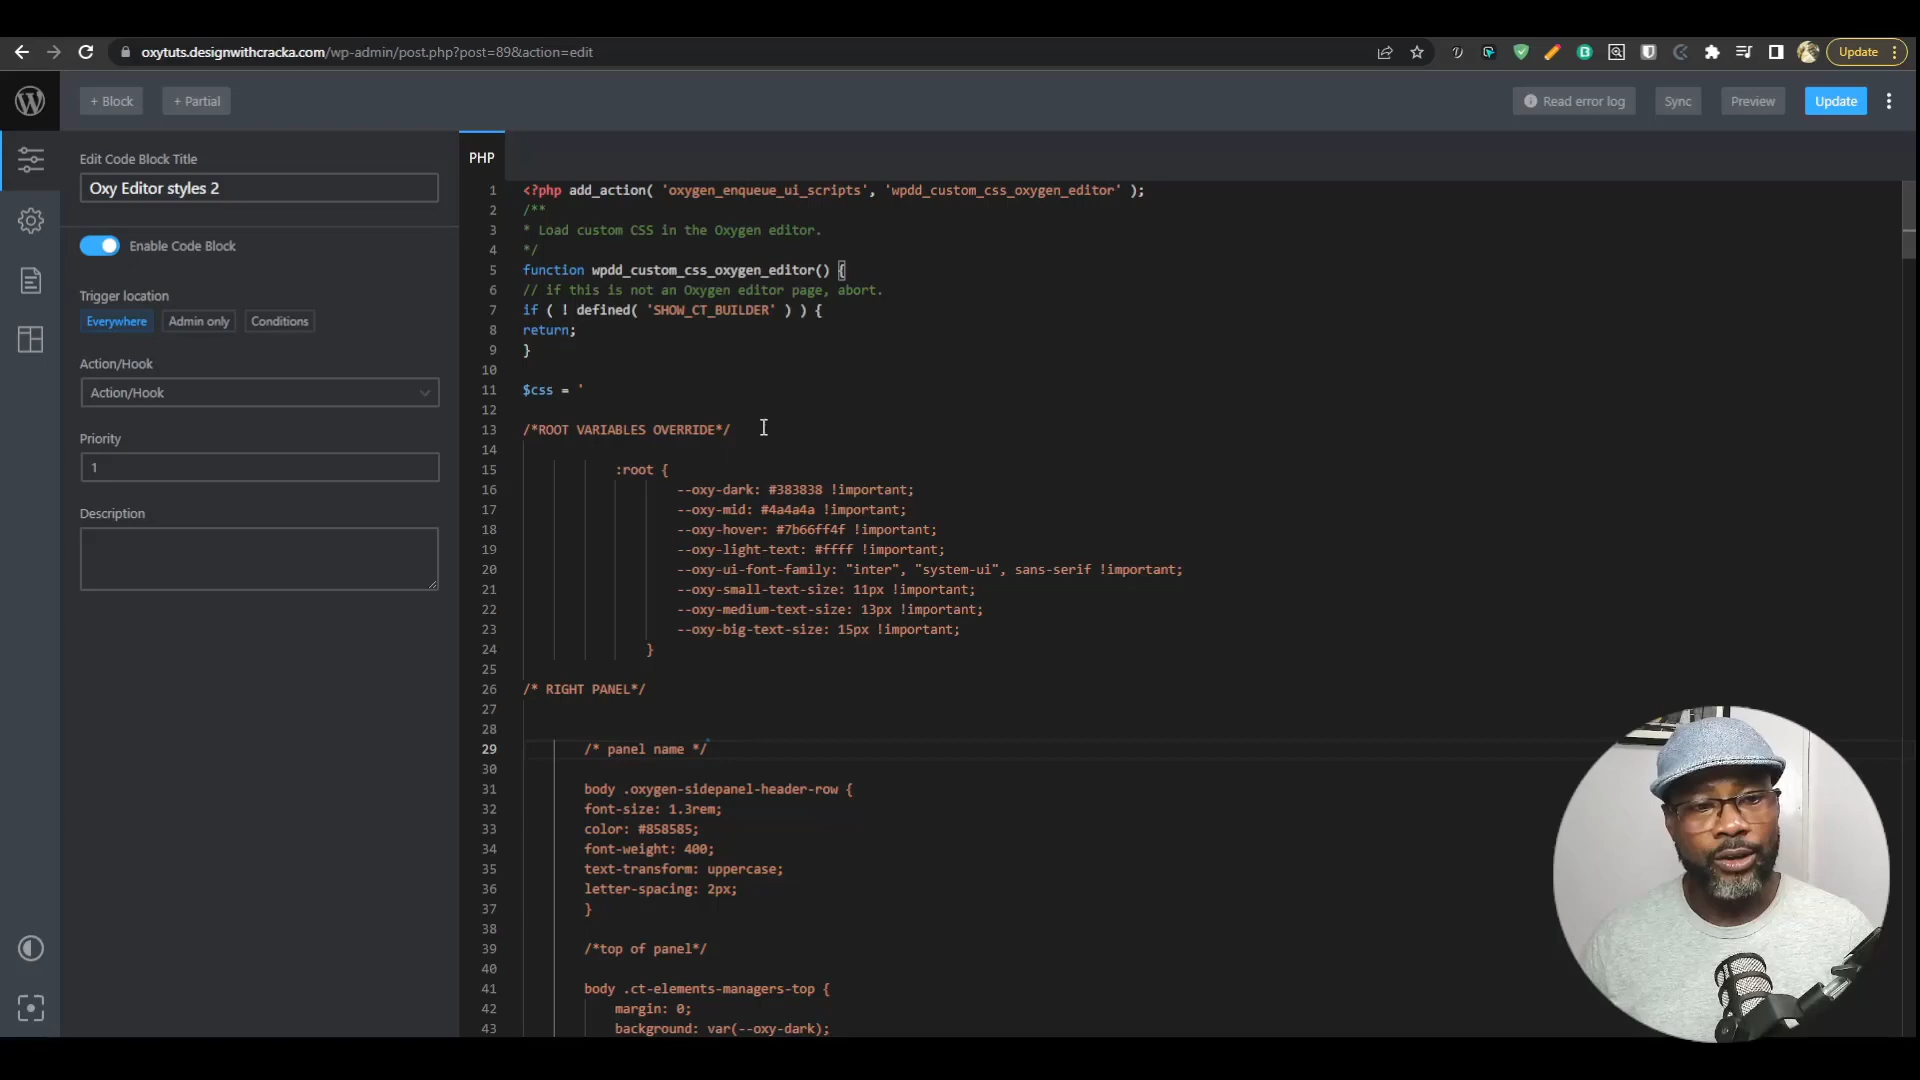 oxytuts.designwithcracka.com/wp-admin/post.php?post=89&action=edit
Update
+ Block
+ Partial
Read error log
Sync
Preview
Update
Edit Code Block Title
Oxy Editor styles 2
Enable Code Block
Trigger location
Everywhere
Admin only
Conditions
Action/Hook
Action/Hook
Priority
1
Description
PHP
1 <?php add_action( 'oxygen_enqueue_ui_scripts', 'wpdd_custom_css_oxygen_editor' );
2 /**
3 * Load custom CSS in the Oxygen editor.
4 */
5 function wpdd_custom_css_oxygen_editor() {
6 // if this is not an Oxygen editor page, abort.
7 if ( ! defined( 'SHOW_CT_BUILDER' ) ) {
8 return;
9 }
10
11 $css = '
12
13 /*ROOT VARIABLES OVERRIDE*/
14
15 :root {
16 --oxy-dark: #383838 !important;
17 --oxy-mid: #4a4a4a !important;
18 --oxy-hover: #7b66ff4f !important;
19 --oxy-light-text: #ffff !important;
20 --oxy-ui-font-family: "inter", "system-ui", sans-serif !important;
21 --oxy-small-text-size: 11px !important;
22 --oxy-medium-text-size: 13px !important;
23 --oxy-big-text-size: 15px !important;
24 }
25
26 /* RIGHT PANEL*/
27
28
29 /* panel name */
30
31 body .oxygen-sidepanel-header-row {
32 font-size: 1.3rem;
33 color: #858585;
34 font-weight: 400;
35 text-transform: uppercase;
36 letter-spacing: 2px;
37 }
38
39 /*top of panel*/
40
41 body .ct-elements-managers-top {
42 margin: 0;
43 background: var(--oxy-dark);